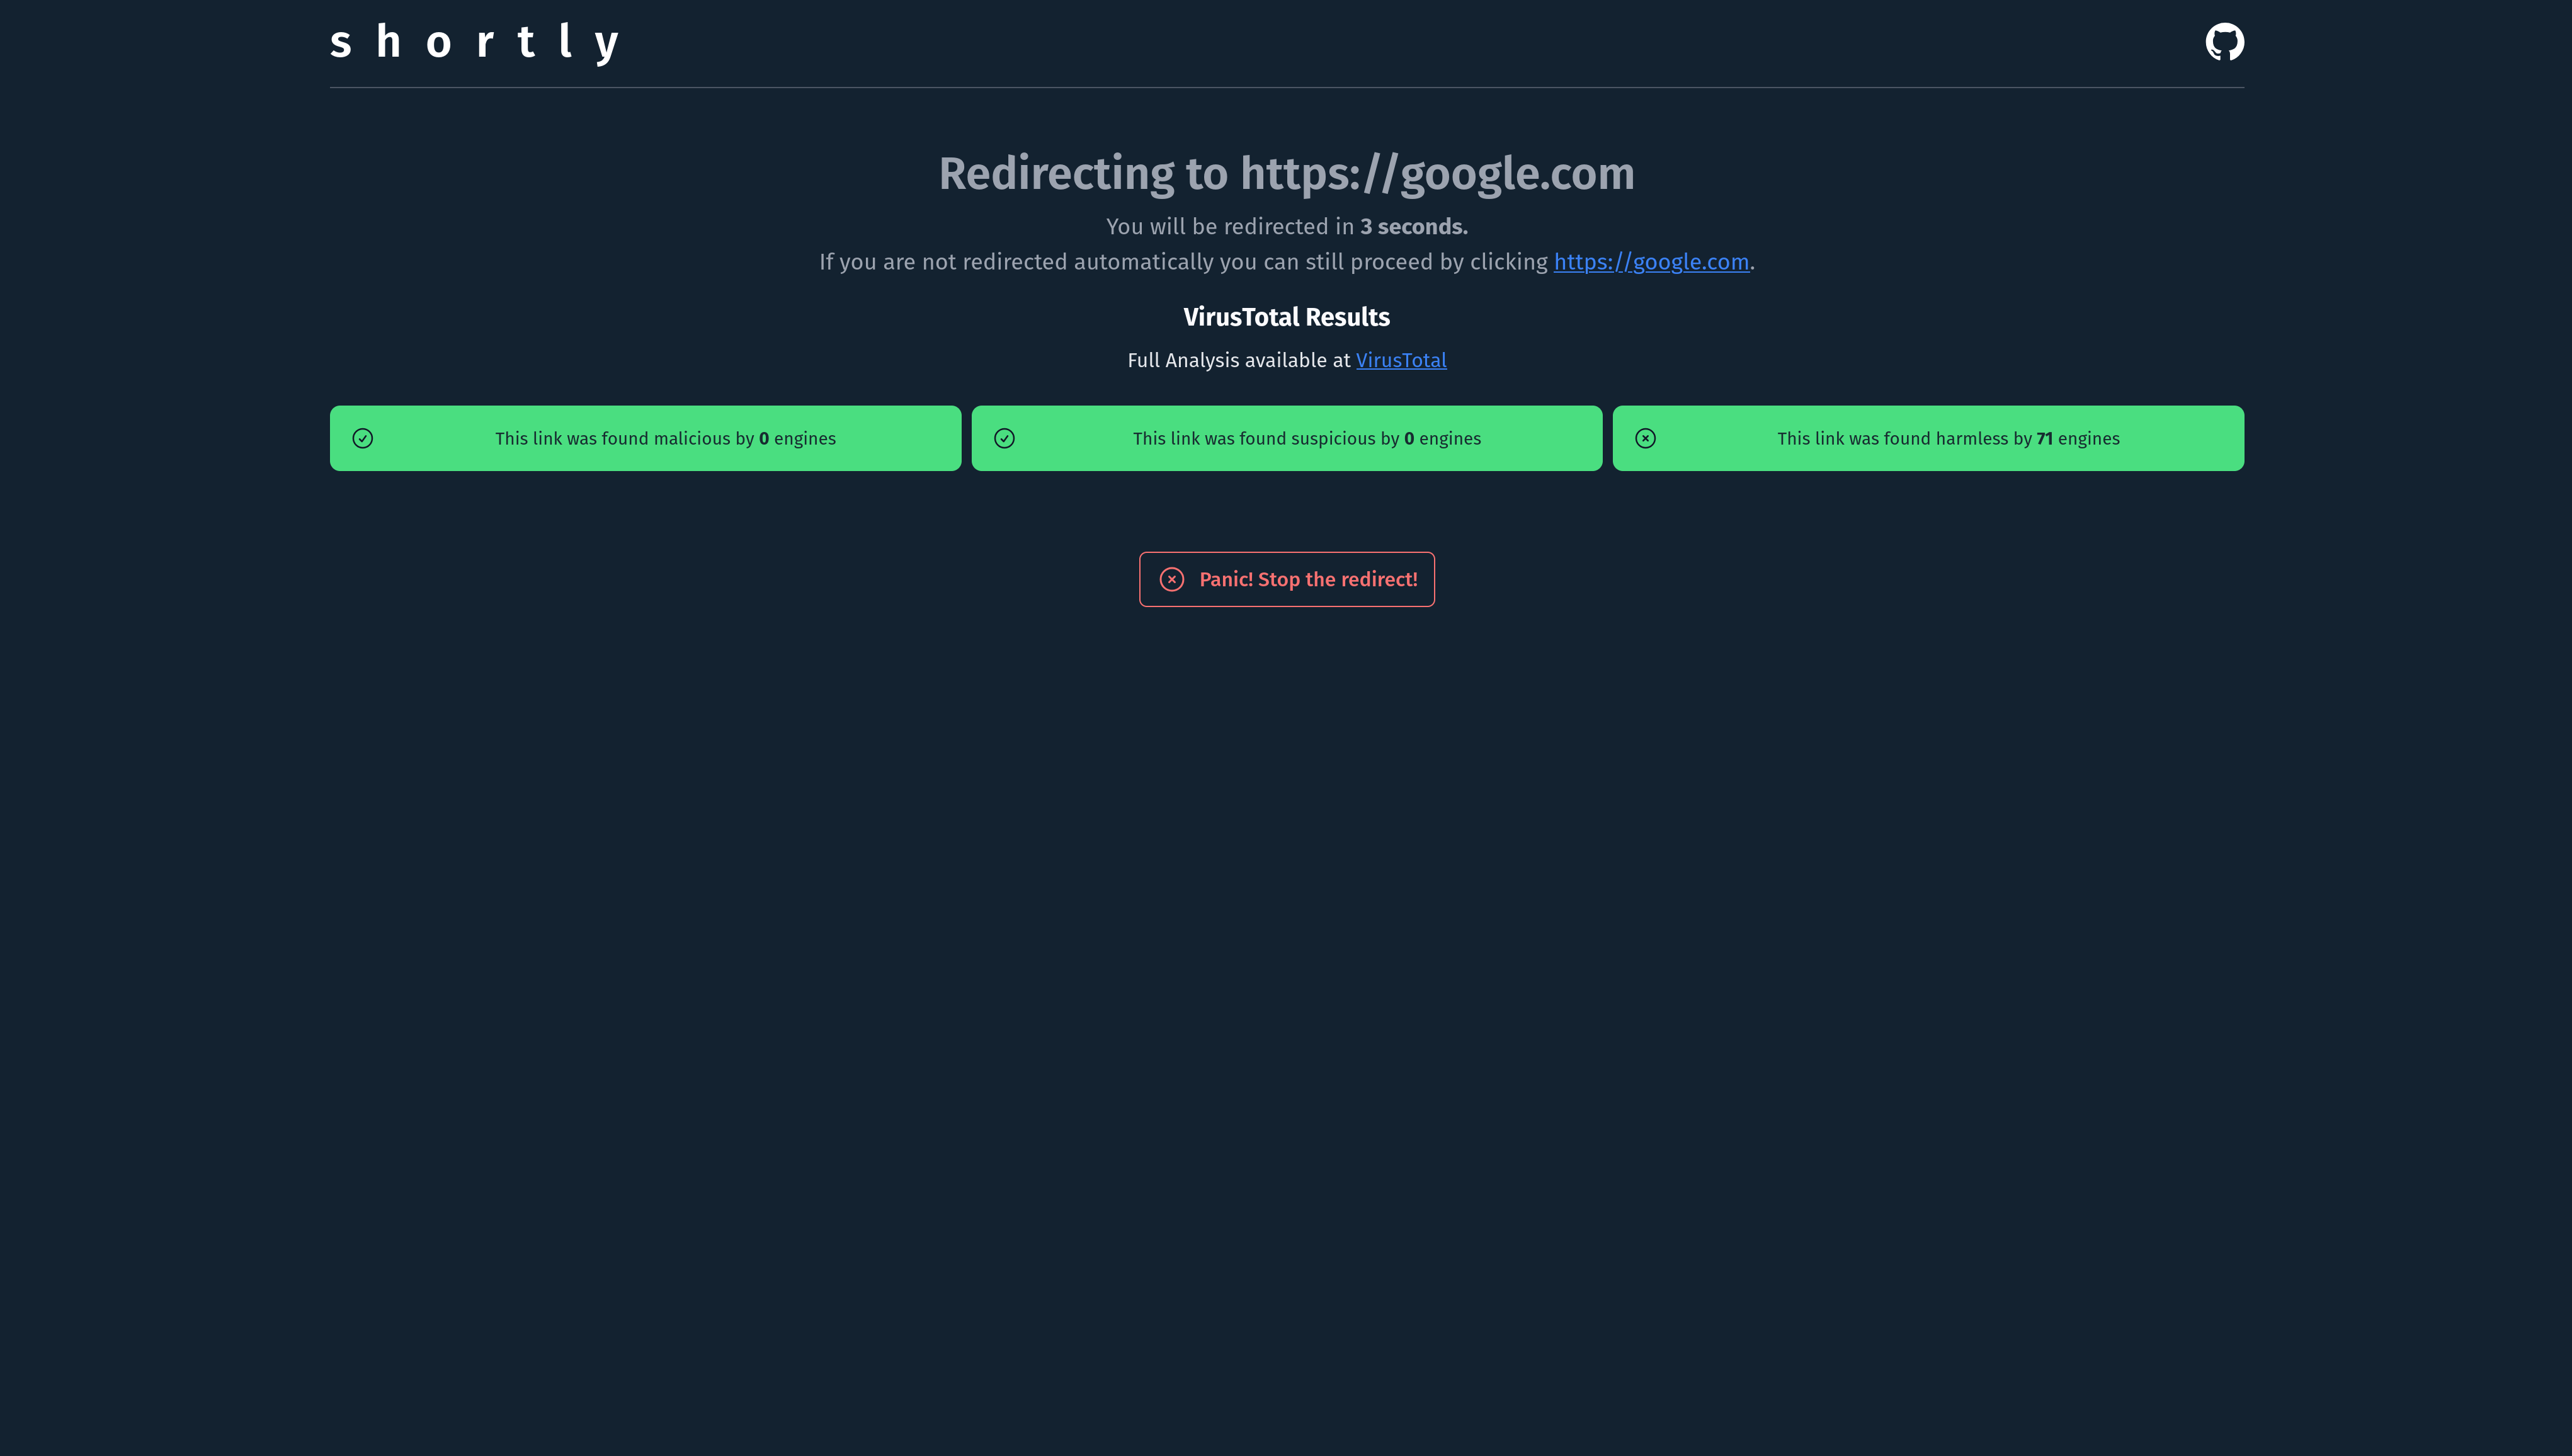 shortly
Redirecting to https://google.com
You will be redirected in 3 seconds.
If you are not redirected automatically you can still proceed by clicking https://google.com.
VirusTotal Results
Full Analysis available at VirusTotal
This link was found malicious by 0 engines
This link was found suspicious by 0 engines
This link was found harmless by 71 engines
Panic! Stop the redirect!